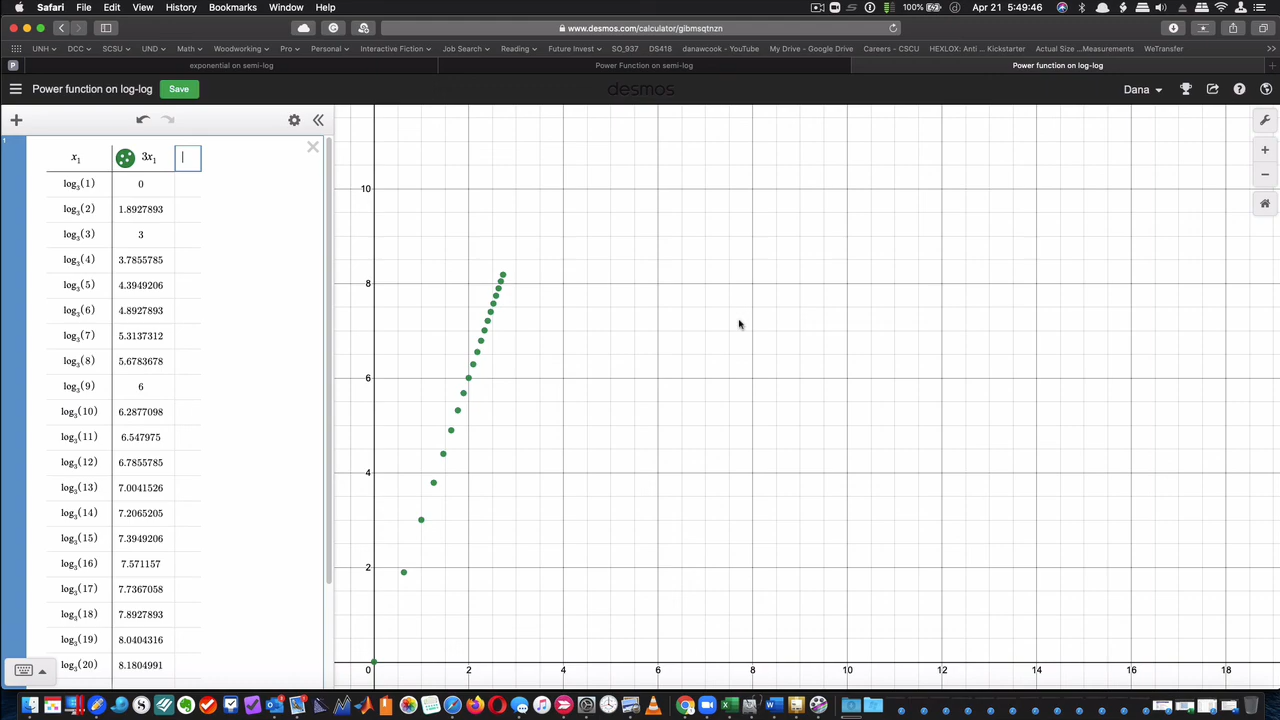 Safari File Edit View History Bookmarks Window Help
100% Apr 21 5:49:46
www.desmos.com/calculator/gibmsqtnzn
UNH DCC SCSU UND Math Woodworking Pro Personal Interactive Fiction Job Search Reading Future Invest SO_937 DS418 danawcook - YouTube My Drive - Google Drive Careers - CSCU HEXLOX: Anti ... Kickstarter Actual Size ...Measurements WeTransfer
P exponential on semi-log Power Function on semi-log Power function on log-log
Power function on log-log Save desmos Dana
1
x₁ 3x₁
log₃(1) 0
log₃(2) 1.8927893
log₃(3) 3
log₃(4) 3.7855785
log₃(5) 4.3949206
log₃(6) 4.8927893
log₃(7) 5.3137312
log₃(8) 5.6783678
log₃(9) 6
log₃(10) 6.2877098
log₃(11) 6.547975
log₃(12) 6.7855785
log₃(13) 7.0041526
log₃(14) 7.2065205
log₃(15) 7.3949206
log₃(16) 7.571157
log₃(17) 7.7367058
log₃(18) 7.8927893
log₃(19) 8.0404316
log₃(20) 8.1804991
10
8
6
4
2
0 2 4 6 8 10 12 14 16 18